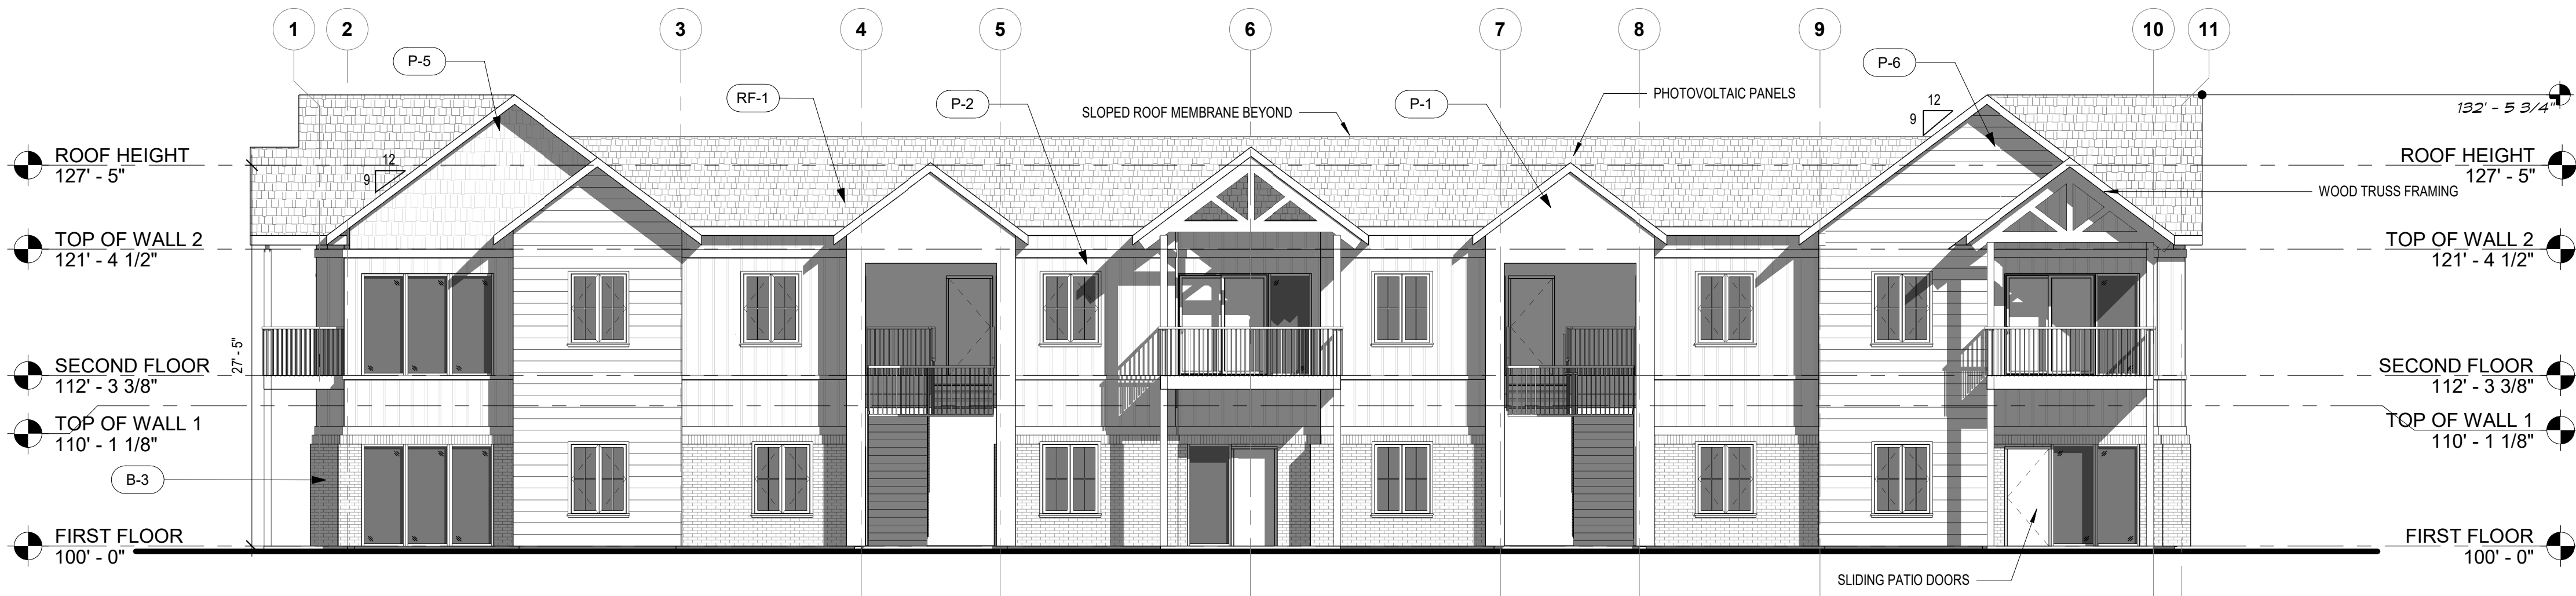 1 2 3 4 5 6 7 8 9 10 11
P-5
P-6
RF-1
P-2
P-1
PHOTOVOLTAIC PANELS
SLOPED ROOF MEMBRANE BEYOND
12
9
132' - 5 3/4"
12
9
ROOF HEIGHT
127' - 5"
ROOF HEIGHT
127' - 5"
WOOD TRUSS FRAMING
TOP OF WALL 2
121' - 4 1/2"
TOP OF WALL 2
121' - 4 1/2"
27' - 5"
SECOND FLOOR
112' - 3 3/8"
SECOND FLOOR
112' - 3 3/8"
TOP OF WALL 1
110' - 1 1/8"
TOP OF WALL 1
110' - 1 1/8"
B-3
FIRST FLOOR
100' - 0"
FIRST FLOOR
100' - 0"
SLIDING PATIO DOORS